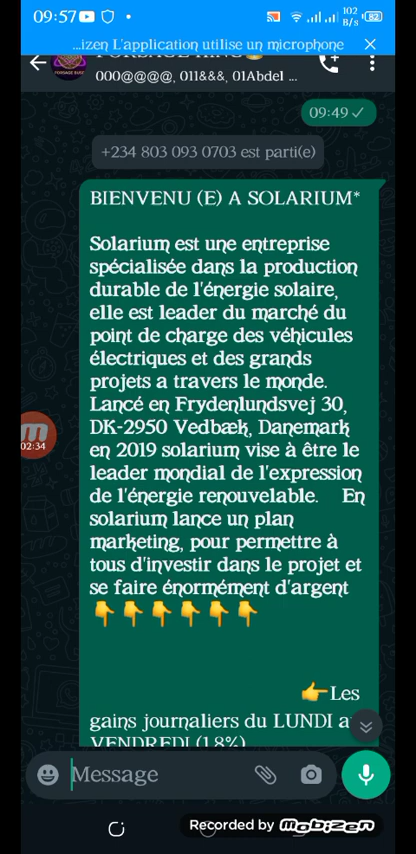 09:57
102
B/s
82
...izen L'application utilise un microphone
000@@@@, 011&&&, 01Abdel ...
09:49
+234 803 093 0703 est parti(e)
BIENVENU (E) A SOLARIUM*
Solarium est une entreprise
spécialisée dans la production
durable de l'énergie solaire,
elle est leader du marché du
point de charge des véhicules
électriques et des grands
projets a travers le monde.
Lancé en Frydenlundsvej 30,
DK-2950 Vedbæk, Danemark
en 2019 solarium vise à être le
leader mondial de l'expression
de l'énergie renouvelable. En
solarium lance un plan
marketing, pour permettre à
tous d'investir dans le projet et
se faire énormément d'argent
👇👇👇👇👇👇
👉Les
gains journaliers du LUNDI a
VENDREDI (1.8%)
02:34
Message
Recorded by mobizen